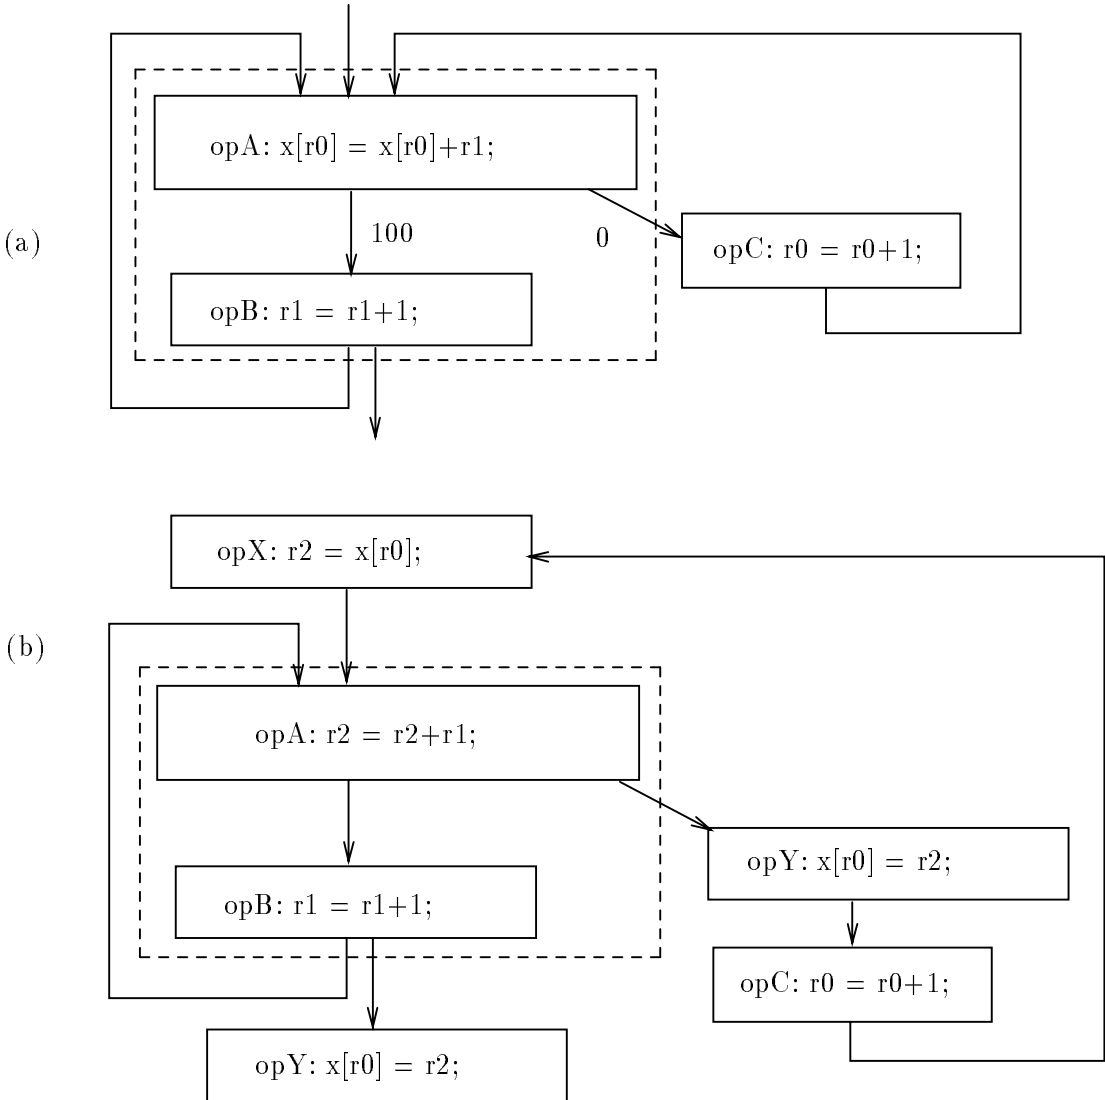 opA: x[r0] = x[r0]+r1;
(a)
100
0
opC: r0 = r0+1;
opB: r1 = r1+1;
opX: r2 = x[r0];
(b)
opA: r2 = r2+r1;
opY: x[r0] = r2;
opB: r1 = r1+1;
opC: r0 = r0+1;
opY: x[r0] = r2;